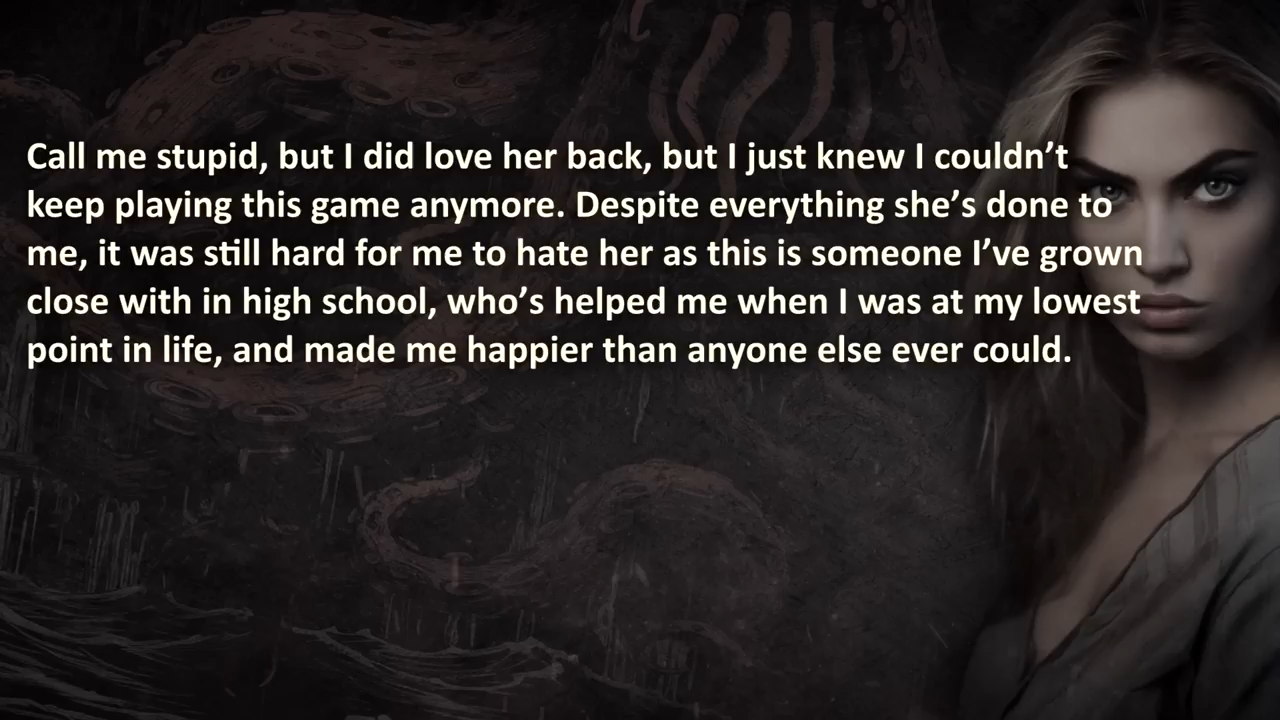 Call me stupid, but I did love her back, but I just knew I couldn’t
keep playing this game anymore. Despite everything she’s done to
me, it was still hard for me to hate her as this is someone I’ve grown
close with in high school, who’s helped me when I was at my lowest
point in life, and made me happier than anyone else ever could.